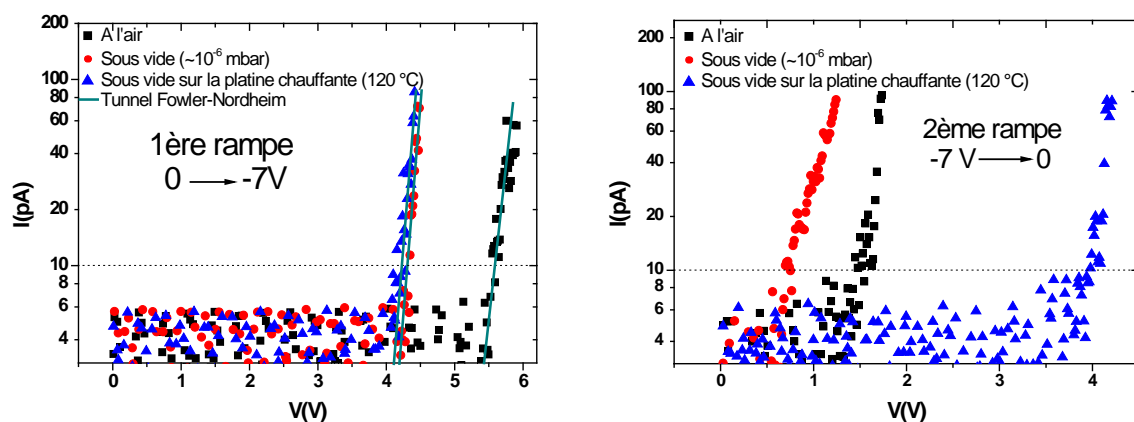 200
100
80
60
40
20
10
8
6
4
I(pA)
A l'air
Sous vide (~10⁻⁶ mbar)
Sous vide sur la platine chauffante (120 °C)
Tunnel Fowler-Nordheim
1ère rampe
0 → -7V
0 1 2 3 4 5 6
V(V)
200
100
80
60
40
20
10
8
6
4
I(pA)
A l'air
Sous vide (~10⁻⁶ mbar)
Sous vide sur la platine chauffante (120 °C)
2ème rampe
-7 V → 0
0 1 2 3 4
V(V)